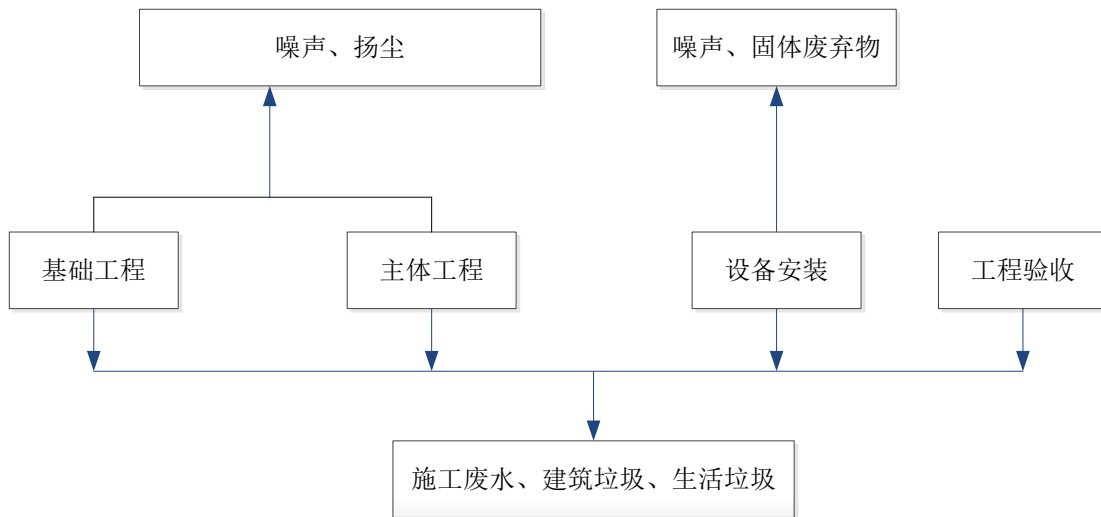 噪声、扬尘
噪声、固体废弃物
基础工程
主体工程
设备安装
工程验收
施工废水、建筑垃圾、生活垃圾